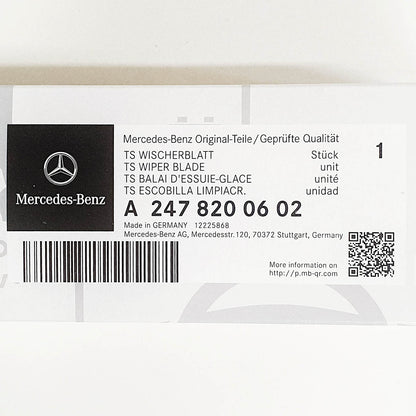 Mercedes-Benz
Mercedes-Benz Original-Teile/Geprüfte Qualität
TS WISCHERBLATT Stück 1
TS WIPER BLADE unit
TS BALAI D'ESSUIE-GLACE unité
TS ESCOBILLA LIMPIACR. unidad
A 247 820 06 02
Made in GERMANY 12225868
Mercedes-Benz AG, Mercedesstr.120, 70372 Stuttgart, Germany
More information on
http://p.mb-qr.com/